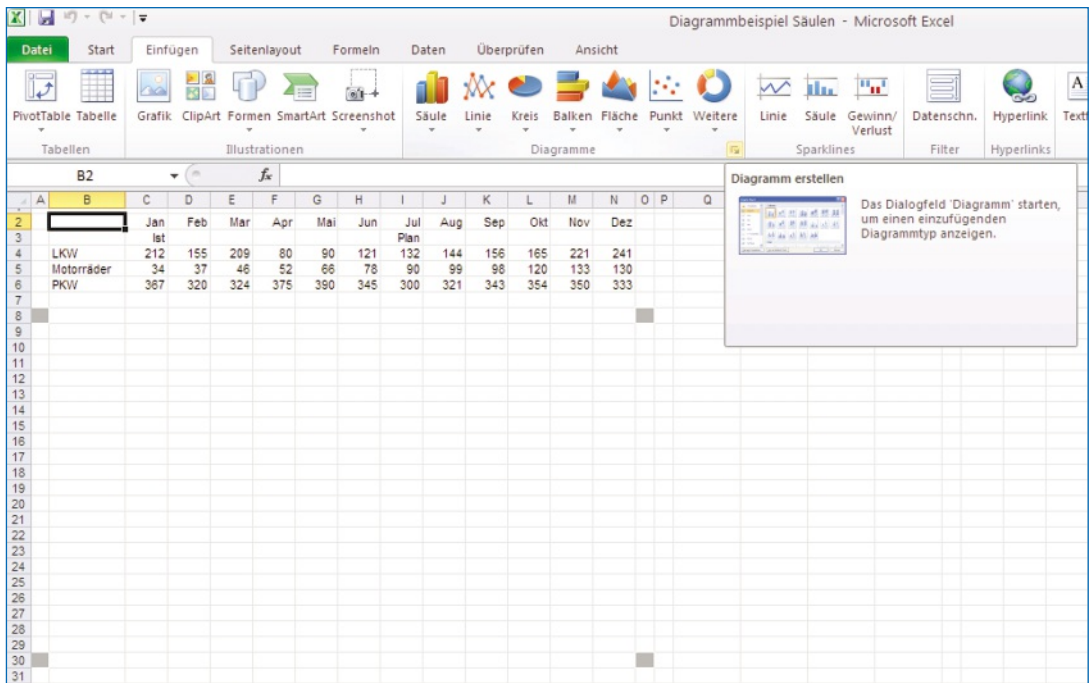 Diagrammbeispiel Säulen - Microsoft Excel
Datei Start Einfügen Seitenlayout Formeln Daten Überprüfen Ansicht
PivotTable Tabelle Grafik ClipArt Formen SmartArt Screenshot Säule Linie Kreis Balken Fläche Punkt Weitere Linie Säule Gewinn/ Datenschn. Hyperlink
Verlust
Tabellen Illustrationen Diagramme Sparklines Filter Hyperlinks
B2 fx
Diagramm erstellen
Das Dialogfeld 'Diagramm' starten,
um einen einzufügenden
Diagrammtyp anzeigen.
A B C D E F G H I J K L M N O P Q
2 Jan Feb Mar Apr Mai Jun Jul Aug Sep Okt Nov Dez
3 Ist Plan
4 LKW 212 155 209 80 90 121 132 144 156 165 221 241
5 Motorräder 34 37 46 52 66 78 90 99 98 120 133 130
6 PKW 367 320 324 375 390 345 300 321 343 354 350 333
7
8
9
10
11
12
13
14
15
16
17
18
19
20
21
22
23
24
25
26
27
28
29
30
31